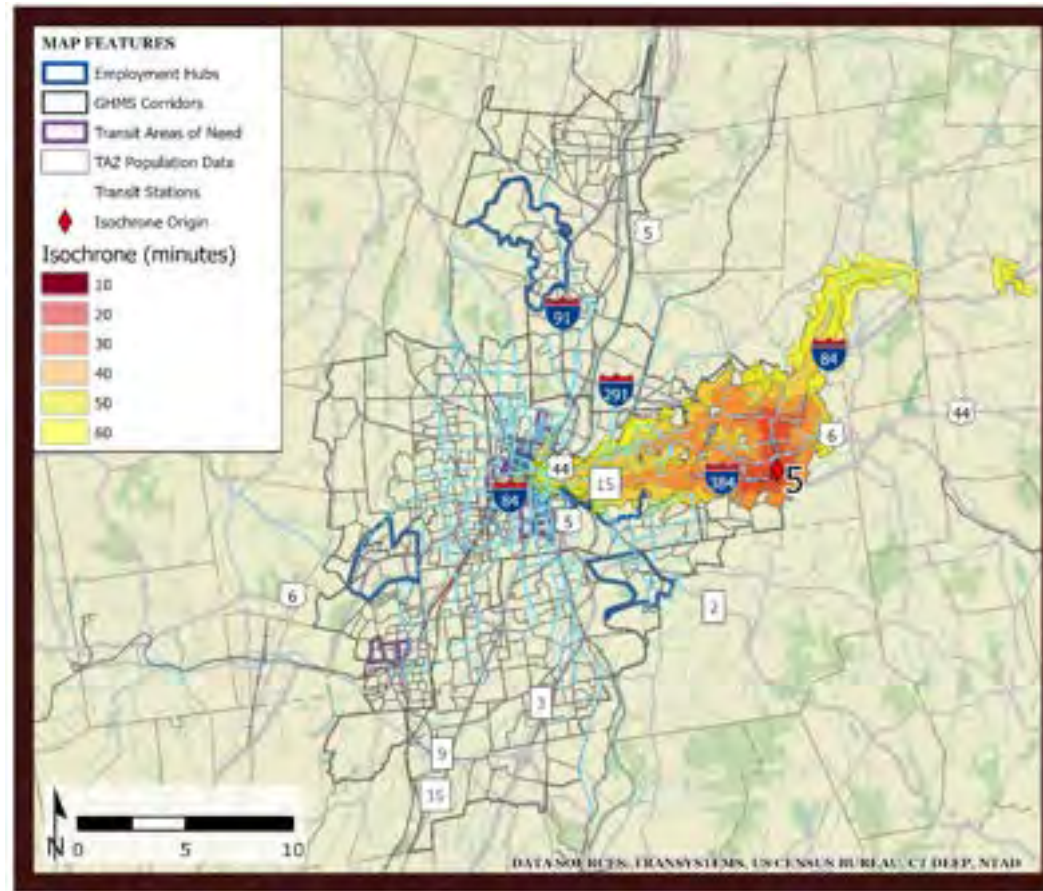 MAP FEATURES
Employment Hubs
GHMS Corridors
Transit Areas of Need
TAZ Population Data
Transit Stations
Isochrone Origin
Isochrone (minutes)
10
20
30
40
50
60
5
91
84
291
44
6
44
15
384
5
84
5
6
2
3
9
15
N
0 5 10
DATA SOURCES: TRANSYSTEMS, US CENSUS BUREAU, CT DEEP, NTAD